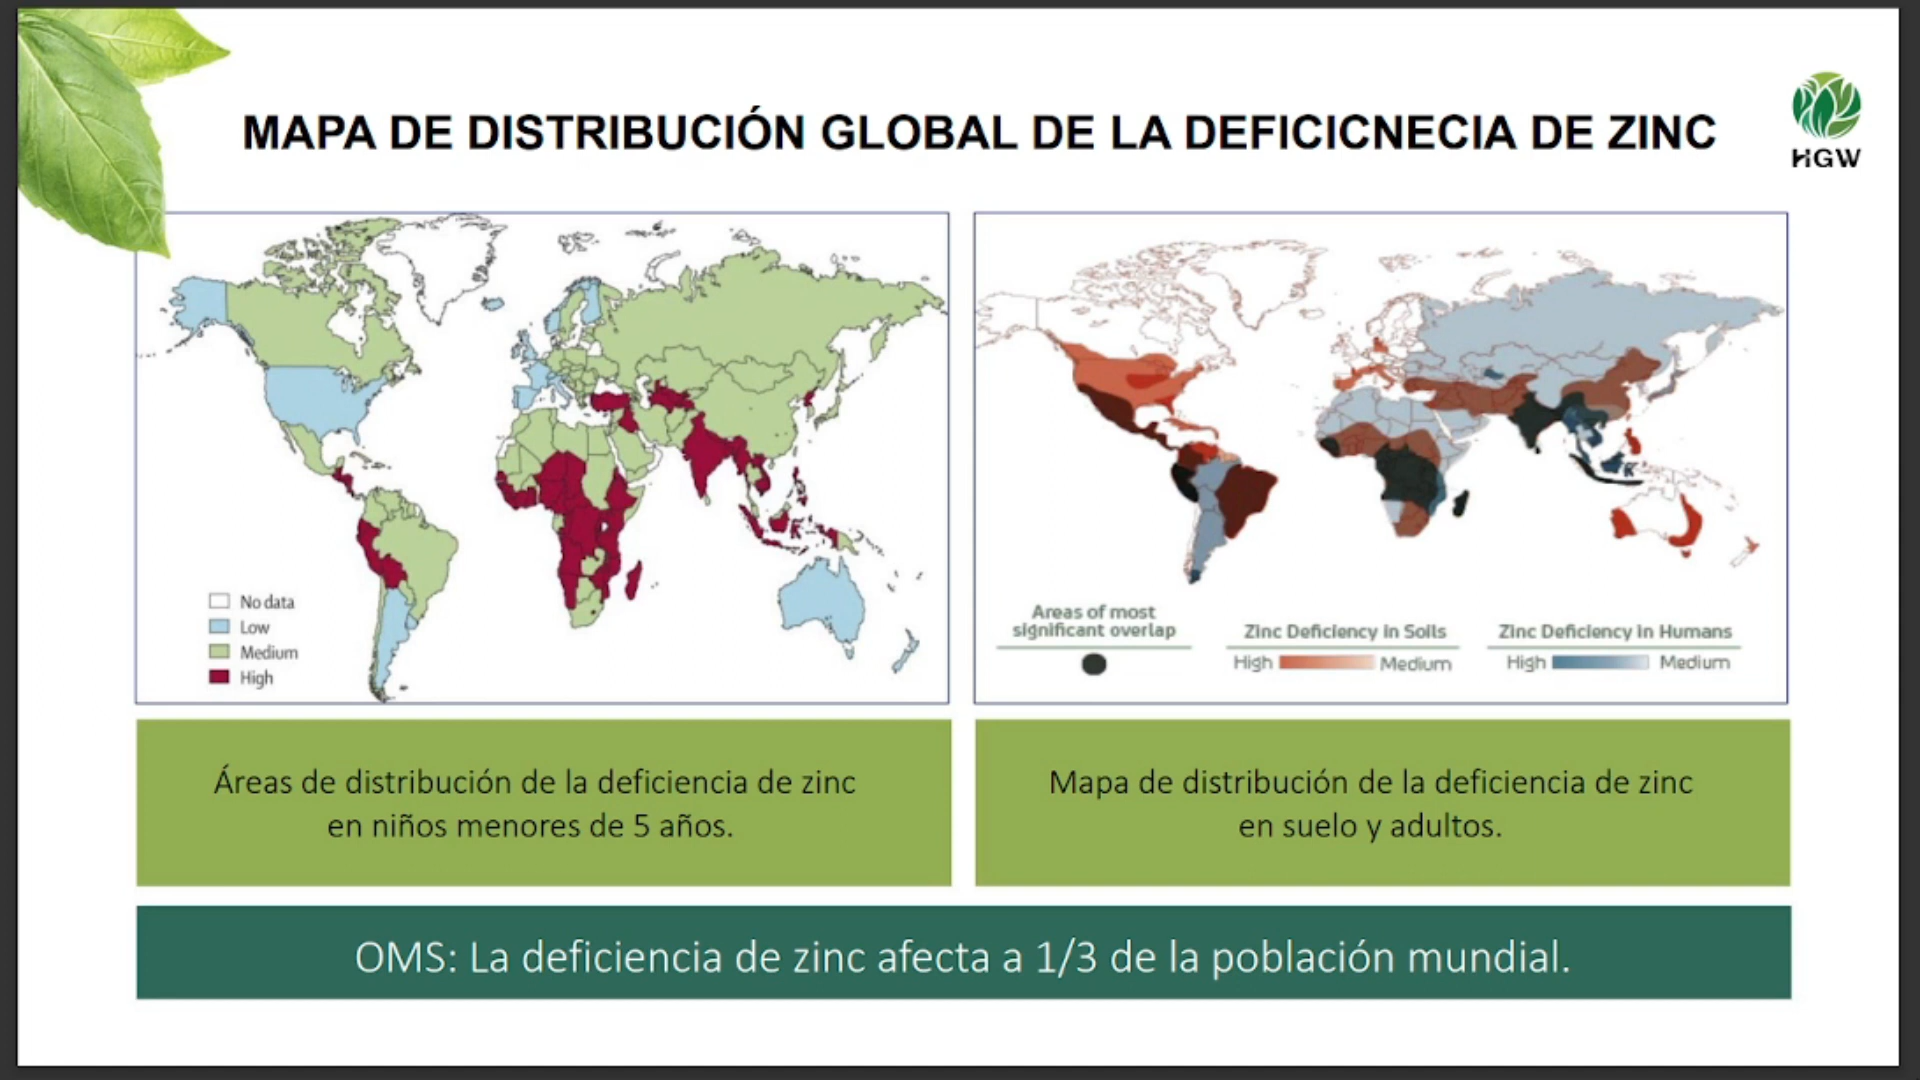 MAPA DE DISTRIBUCIÓN GLOBAL DE LA DEFICICNECIA DE ZINC
HGW
No data
Low
Medium
High
Areas of most
significant overlap
Zinc Deficiency in Soils
High
Medium
Zinc Deficiency in Humans
High
Medium
Áreas de distribución de la deficiencia de zinc
en niños menores de 5 años.
Mapa de distribución de la deficiencia de zinc
en suelo y adultos.
OMS: La deficiencia de zinc afecta a 1/3 de la población mundial.